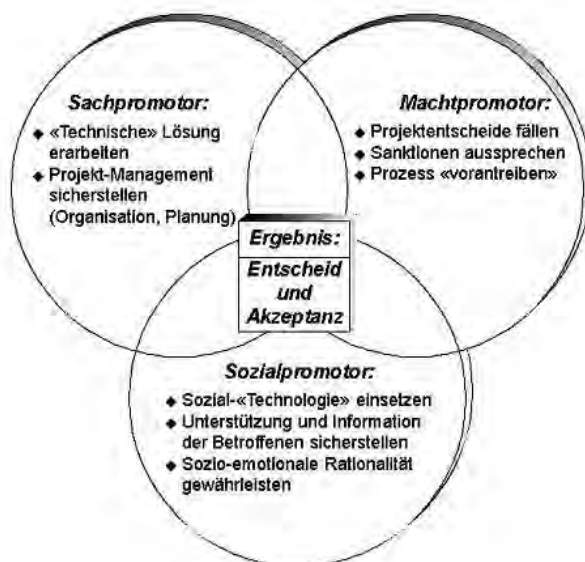 Sachpromotor:
◆ «Technische» Lösung
erarbeiten
◆ Projekt-Management
sicherstellen
(Organisation, Planung)
Machtpromotor:
◆ Projektentscheide fällen
◆ Sanktionen aussprechen
◆ Prozess «vorantreiben»
Ergebnis:
Entscheid
und
Akzeptanz
Sozialpromotor:
◆ Sozial-«Technologie» einsetzen
◆ Unterstützung und Information
der Betroffenen sicherstellen
◆ Sozio-emotionale Rationalität
gewährleisten